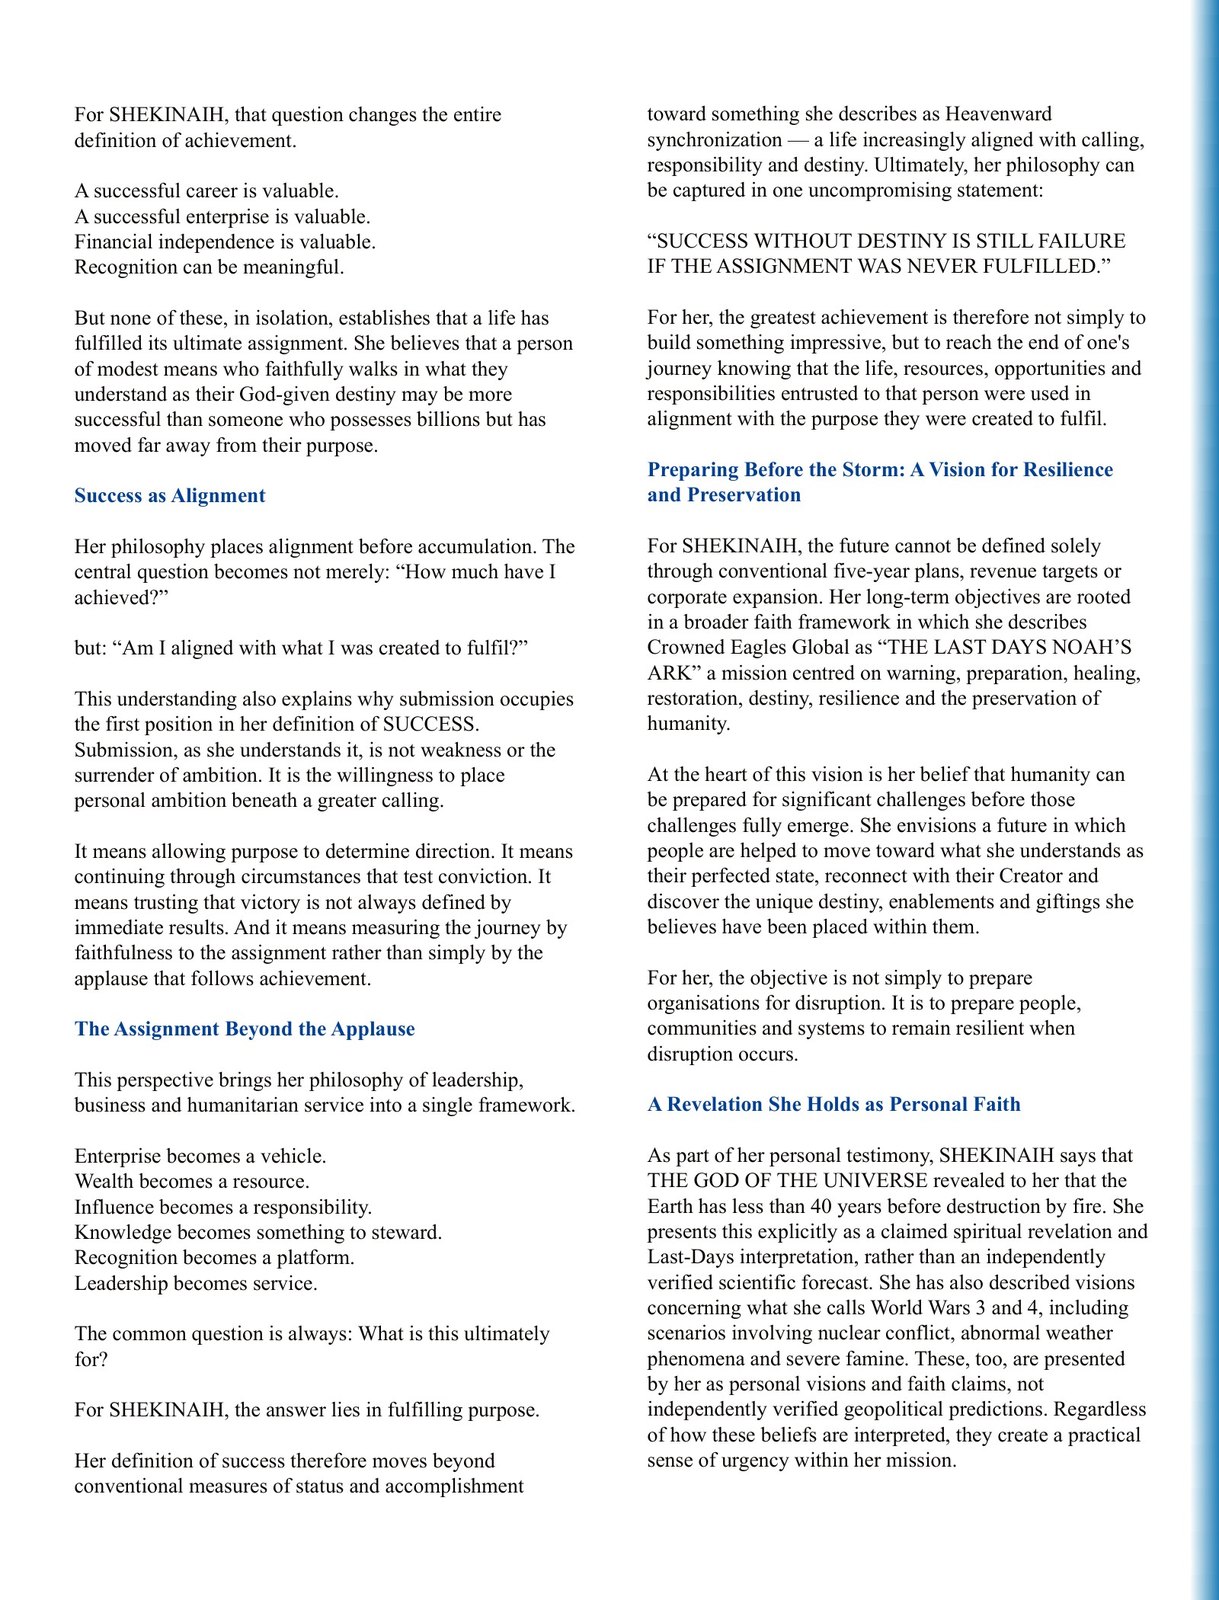 For SHEKINAIH, that question changes the entire
definition of achievement.
A successful career is valuable.
A successful enterprise is valuable.
Financial independence is valuable.
Recognition can be meaningful.
But none of these, in isolation, establishes that a life has
fulfilled its ultimate assignment. She believes that a person
of modest means who faithfully walks in what they
understand as their God-given destiny may be more
successful than someone who possesses billions but has
moved far away from their purpose.
Success as Alignment
Her philosophy places alignment before accumulation. The
central question becomes not merely: “How much have I
achieved?”
but: “Am I aligned with what I was created to fulfil?”
This understanding also explains why submission occupies
the first position in her definition of SUCCESS.
Submission, as she understands it, is not weakness or the
surrender of ambition. It is the willingness to place
personal ambition beneath a greater calling.
It means allowing purpose to determine direction. It means
continuing through circumstances that test conviction. It
means trusting that victory is not always defined by
immediate results. And it means measuring the journey by
faithfulness to the assignment rather than simply by the
applause that follows achievement.
The Assignment Beyond the Applause
This perspective brings her philosophy of leadership,
business and humanitarian service into a single framework.
Enterprise becomes a vehicle.
Wealth becomes a resource.
Influence becomes a responsibility.
Knowledge becomes something to steward.
Recognition becomes a platform.
Leadership becomes service.
The common question is always: What is this ultimately
for?
For SHEKINAIH, the answer lies in fulfilling purpose.
Her definition of success therefore moves beyond
conventional measures of status and accomplishment
toward something she describes as Heavenward
synchronization — a life increasingly aligned with calling,
responsibility and destiny. Ultimately, her philosophy can
be captured in one uncompromising statement:
“SUCCESS WITHOUT DESTINY IS STILL FAILURE
IF THE ASSIGNMENT WAS NEVER FULFILLED.”
For her, the greatest achievement is therefore not simply to
build something impressive, but to reach the end of one's
journey knowing that the life, resources, opportunities and
responsibilities entrusted to that person were used in
alignment with the purpose they were created to fulfil.
Preparing Before the Storm: A Vision for Resilience
and Preservation
For SHEKINAIH, the future cannot be defined solely
through conventional five-year plans, revenue targets or
corporate expansion. Her long-term objectives are rooted
in a broader faith framework in which she describes
Crowned Eagles Global as “THE LAST DAYS NOAH’S
ARK” a mission centred on warning, preparation, healing,
restoration, destiny, resilience and the preservation of
humanity.
At the heart of this vision is her belief that humanity can
be prepared for significant challenges before those
challenges fully emerge. She envisions a future in which
people are helped to move toward what she understands as
their perfected state, reconnect with their Creator and
discover the unique destiny, enablements and giftings she
believes have been placed within them.
For her, the objective is not simply to prepare
organisations for disruption. It is to prepare people,
communities and systems to remain resilient when
disruption occurs.
A Revelation She Holds as Personal Faith
As part of her personal testimony, SHEKINAIH says that
THE GOD OF THE UNIVERSE revealed to her that the
Earth has less than 40 years before destruction by fire. She
presents this explicitly as a claimed spiritual revelation and
Last-Days interpretation, rather than an independently
verified scientific forecast. She has also described visions
concerning what she calls World Wars 3 and 4, including
scenarios involving nuclear conflict, abnormal weather
phenomena and severe famine. These, too, are presented
by her as personal visions and faith claims, not
independently verified geopolitical predictions. Regardless
of how these beliefs are interpreted, they create a practical
sense of urgency within her mission.